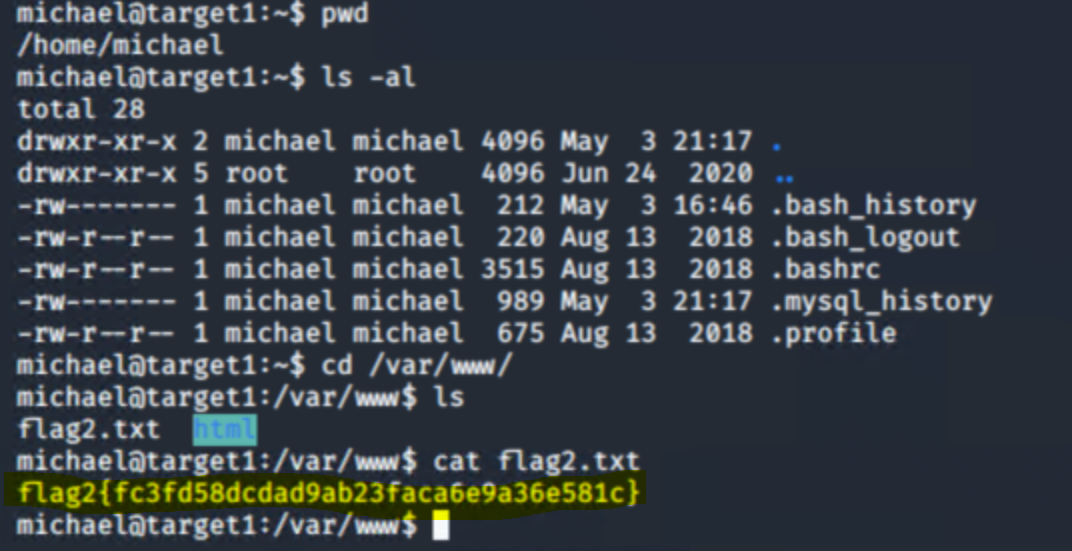 michael@target1:~$ pwd
/home/michael
michael@target1:~$ ls -al
total 28
drwxr-xr-x 2 michael michael 4096 May  3 21:17 .
drwxr-xr-x 5 root    root    4096 Jun 24  2020 ..
-rw------- 1 michael michael  212 May  3 16:46 .bash_history
-rw-r--r-- 1 michael michael  220 Aug 13  2018 .bash_logout
-rw-r--r-- 1 michael michael 3515 Aug 13  2018 .bashrc
-rw------- 1 michael michael  989 May  3 21:17 .mysql_history
-rw-r--r-- 1 michael michael  675 Aug 13  2018 .profile
michael@target1:~$ cd /var/www/
michael@target1:/var/www$ ls
flag2.txt  html
michael@target1:/var/www$ cat flag2.txt
flag2{fc3fd58dcdad9ab23faca6e9a36e581c}
michael@target1:/var/www$